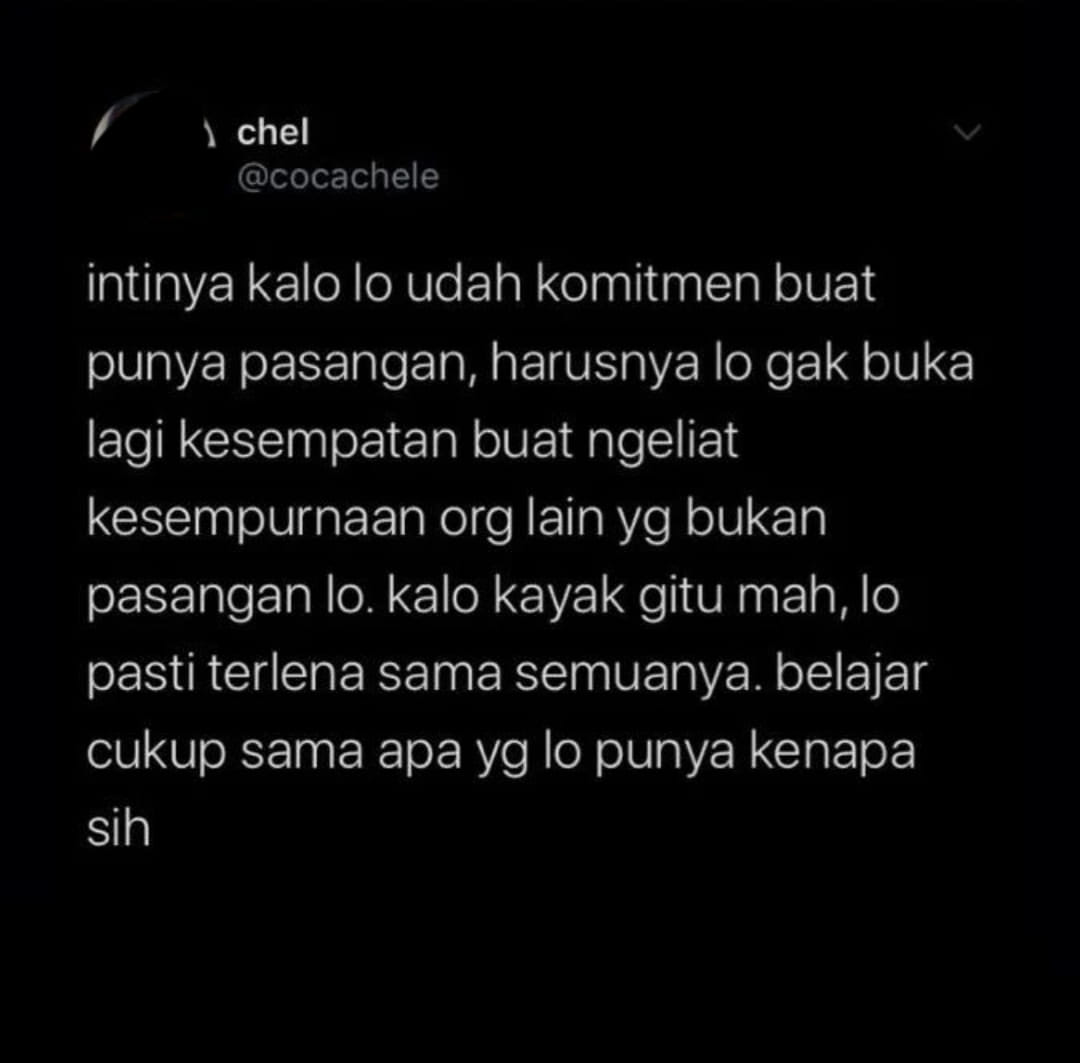 chel
@cocachele
intinya kalo lo udah komitmen buat
punya pasangan, harusnya lo gak buka
lagi kesempatan buat ngeliat
kesempurnaan org lain yg bukan
pasangan lo. kalo kayak gitu mah, lo
pasti terlena sama semuanya. belajar
cukup sama apa yg lo punya kenapa
sih